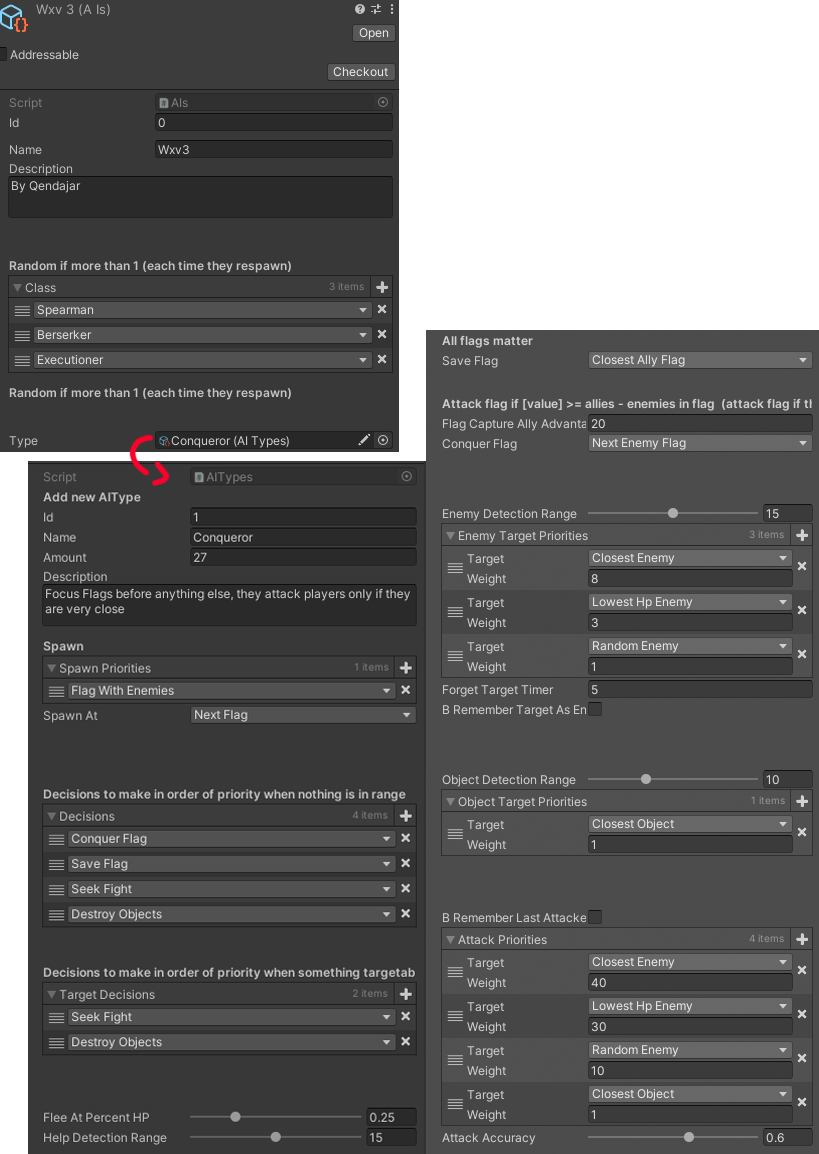 Wxv 3 (A Is)
Open
Addressable
Checkout
Script AIs
Id 0
Name Wxv3
Description
By Qendajar
Random if more than 1 (each time they respawn)
Class 3 items
Spearman
Berserker
Executioner
Random if more than 1 (each time they respawn)
Type Conqueror (AI Types)
Script AITypes
Add new AIType
Id 1
Name Conqueror
Amount 27
Description
Focus Flags before anything else, they attack players only if they
are very close
Spawn
Spawn Priorities 1 items
Flag With Enemies
Spawn At Next Flag
Decisions to make in order of priority when nothing is in range
Decisions 4 items
Conquer Flag
Save Flag
Seek Fight
Destroy Objects
Decisions to make in order of priority when something targetab
Target Decisions 2 items
Seek Fight
Destroy Objects
Flee At Percent HP 0.25
Help Detection Range 15
All flags matter
Save Flag Closest Ally Flag
Attack flag if [value] >= allies - enemies in flag (attack flag if th
Flag Capture Ally Advanta 20
Conquer Flag Next Enemy Flag
Enemy Detection Range 15
Enemy Target Priorities 3 items
Target Closest Enemy
Weight 8
Target Lowest Hp Enemy
Weight 3
Target Random Enemy
Weight 1
Forget Target Timer 5
B Remember Target As En
Object Detection Range 10
Object Target Priorities 1 items
Target Closest Object
Weight 1
B Remember Last Attacke
Attack Priorities 4 items
Target Closest Enemy
Weight 40
Target Lowest Hp Enemy
Weight 30
Target Random Enemy
Weight 10
Target Closest Object
Weight 1
Attack Accuracy 0.6